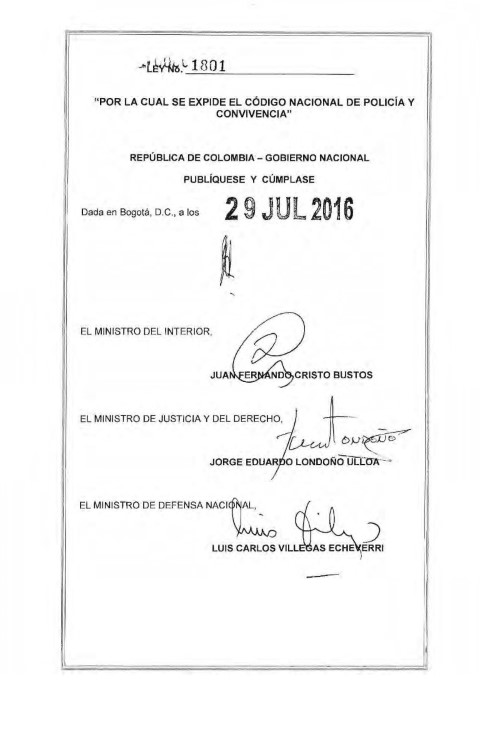 LEY No. 1801
"POR LA CUAL SE EXPIDE EL CÓDIGO NACIONAL DE POLICÍA Y
CONVIVENCIA"
REPÚBLICA DE COLOMBIA – GOBIERNO NACIONAL
PUBLÍQUESE Y CÚMPLASE
Dada en Bogotá, D.C., a los 29 JUL 2016
EL MINISTRO DEL INTERIOR,
JUAN FERNANDO CRISTO BUSTOS
EL MINISTRO DE JUSTICIA Y DEL DERECHO,
JORGE EDUARDO LONDOÑO ULLOA
EL MINISTRO DE DEFENSA NACIONAL,
LUIS CARLOS VILLEGAS ECHEVERRI